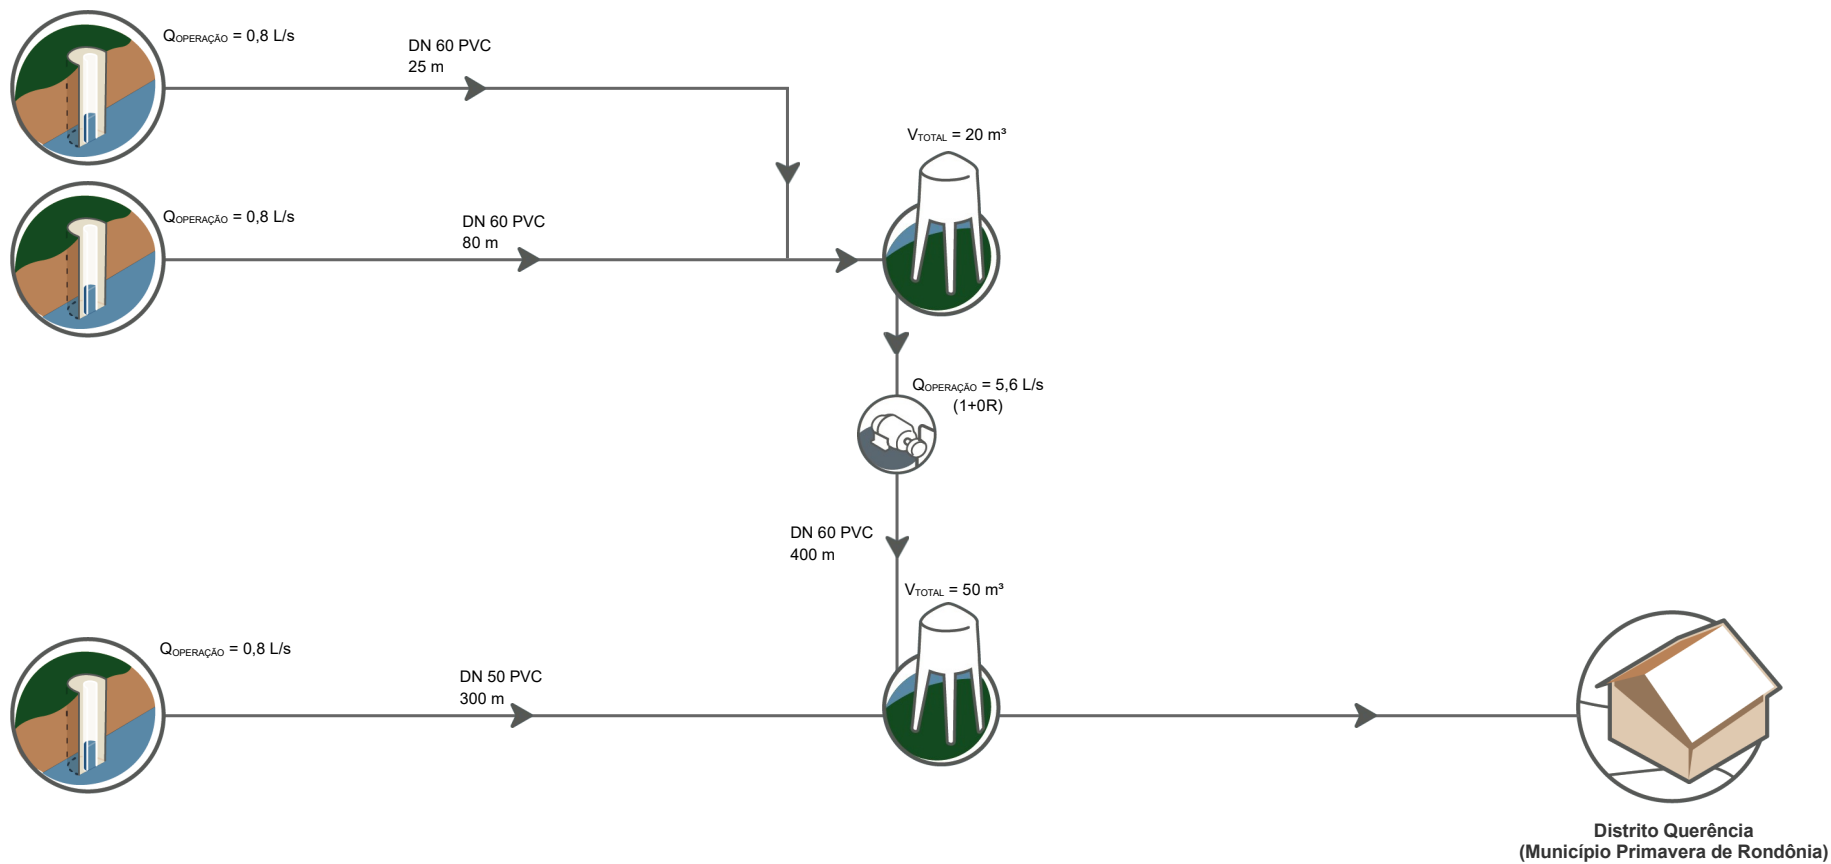 QOPERAÇÃO = 0,8 L/s
DN 60 PVC
25 m
VTOTAL = 20 m³
QOPERAÇÃO = 0,8 L/s
DN 60 PVC
80 m
QOPERAÇÃO = 5,6 L/s
(1+0R)
DN 60 PVC
400 m
VTOTAL = 50 m³
QOPERAÇÃO = 0,8 L/s
DN 50 PVC
300 m
Distrito Querência
(Município Primavera de Rondônia)